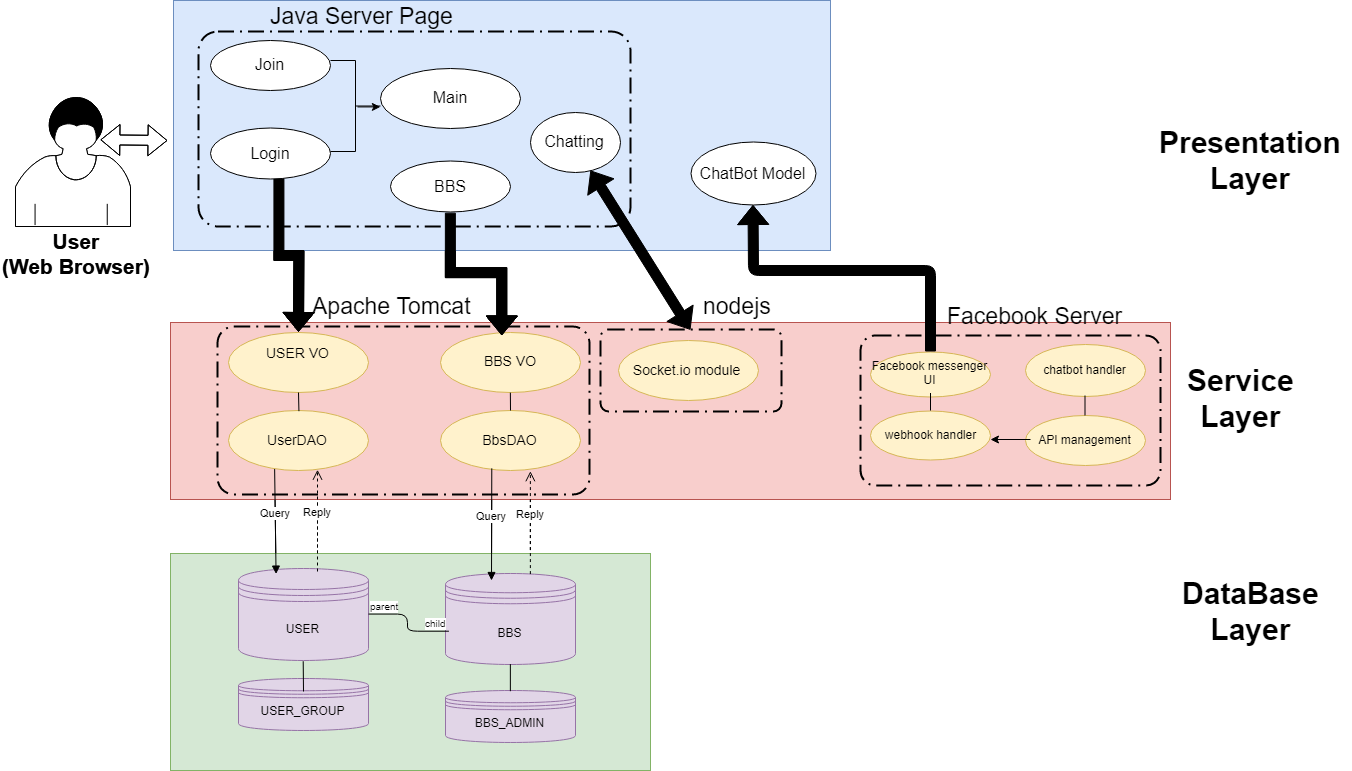 Java Server Page
Join
Main
Login
Chatting
BBS
ChatBot Model
Presentation
Layer
User
(Web Browser)
Apache Tomcat
nodejs
Facebook Server
USER VO
BBS VO
Socket.io module
Facebook messenger
UI
chatbot handler
Service
Layer
UserDAO
BbsDAO
webhook handler
API management
Query
Reply
Query
Reply
DataBase
Layer
parent
child
USER
BBS
USER_GROUP
BBS_ADMIN